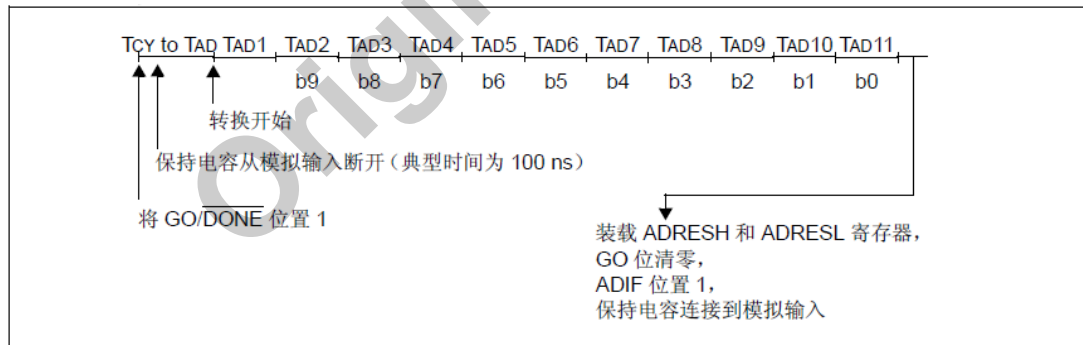 TCY to TAD TAD1 TAD2 TAD3 TAD4 TAD5 TAD6 TAD7 TAD8 TAD9 TAD10 TAD11
b9 b8 b7 b6 b5 b4 b3 b2 b1 b0
转换开始
保持电容从模拟输入断开（典型时间为 100 ns）
将 GO/DONE 位置 1
装载 ADRESH 和 ADRESL 寄存器，
GO 位清零，
ADIF 位置 1，
保持电容连接到模拟输入
Origin